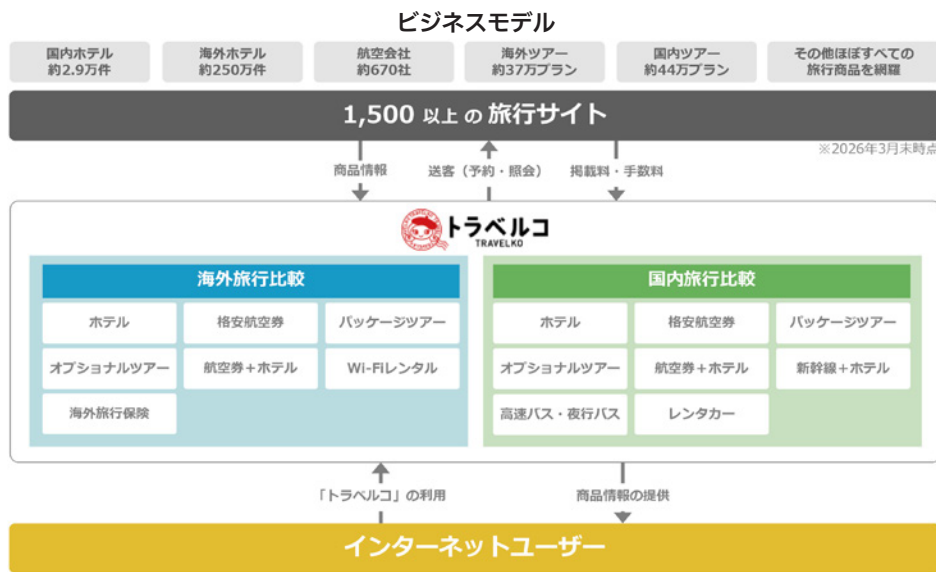 ビジネスモデル
国内ホテル
約2.9万件
海外ホテル
約250万件
航空会社
約670社
海外ツアー
約37万プラン
国内ツアー
約44万プラン
その他ほぼすべての
旅行商品を網羅
1,500 以上 の 旅行サイト
※2026年3月末時点
商品情報
送客（予約・照会）
掲載料・手数料
トラベルコ
TRAVELKO
海外旅行比較
ホテル
格安航空券
パッケージツアー
オプショナルツアー
航空券＋ホテル
Wi-Fiレンタル
海外旅行保険
国内旅行比較
ホテル
格安航空券
パッケージツアー
オプショナルツアー
航空券＋ホテル
新幹線＋ホテル
高速バス・夜行バス
レンタカー
「トラベルコ」の利用
商品情報の提供
インターネットユーザー